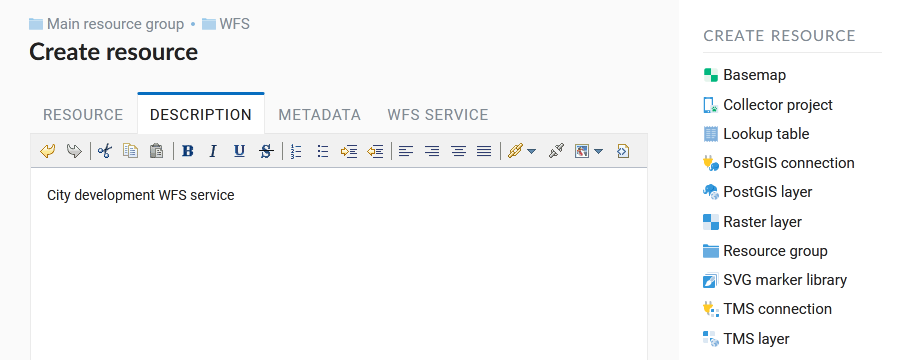 Main resource group • WFS
Create resource
RESOURCE DESCRIPTION METADATA WFS SERVICE
B I U S
City development WFS service
CREATE RESOURCE
Basemap
Collector project
Lookup table
PostGIS connection
PostGIS layer
Raster layer
Resource group
SVG marker library
TMS connection
TMS layer